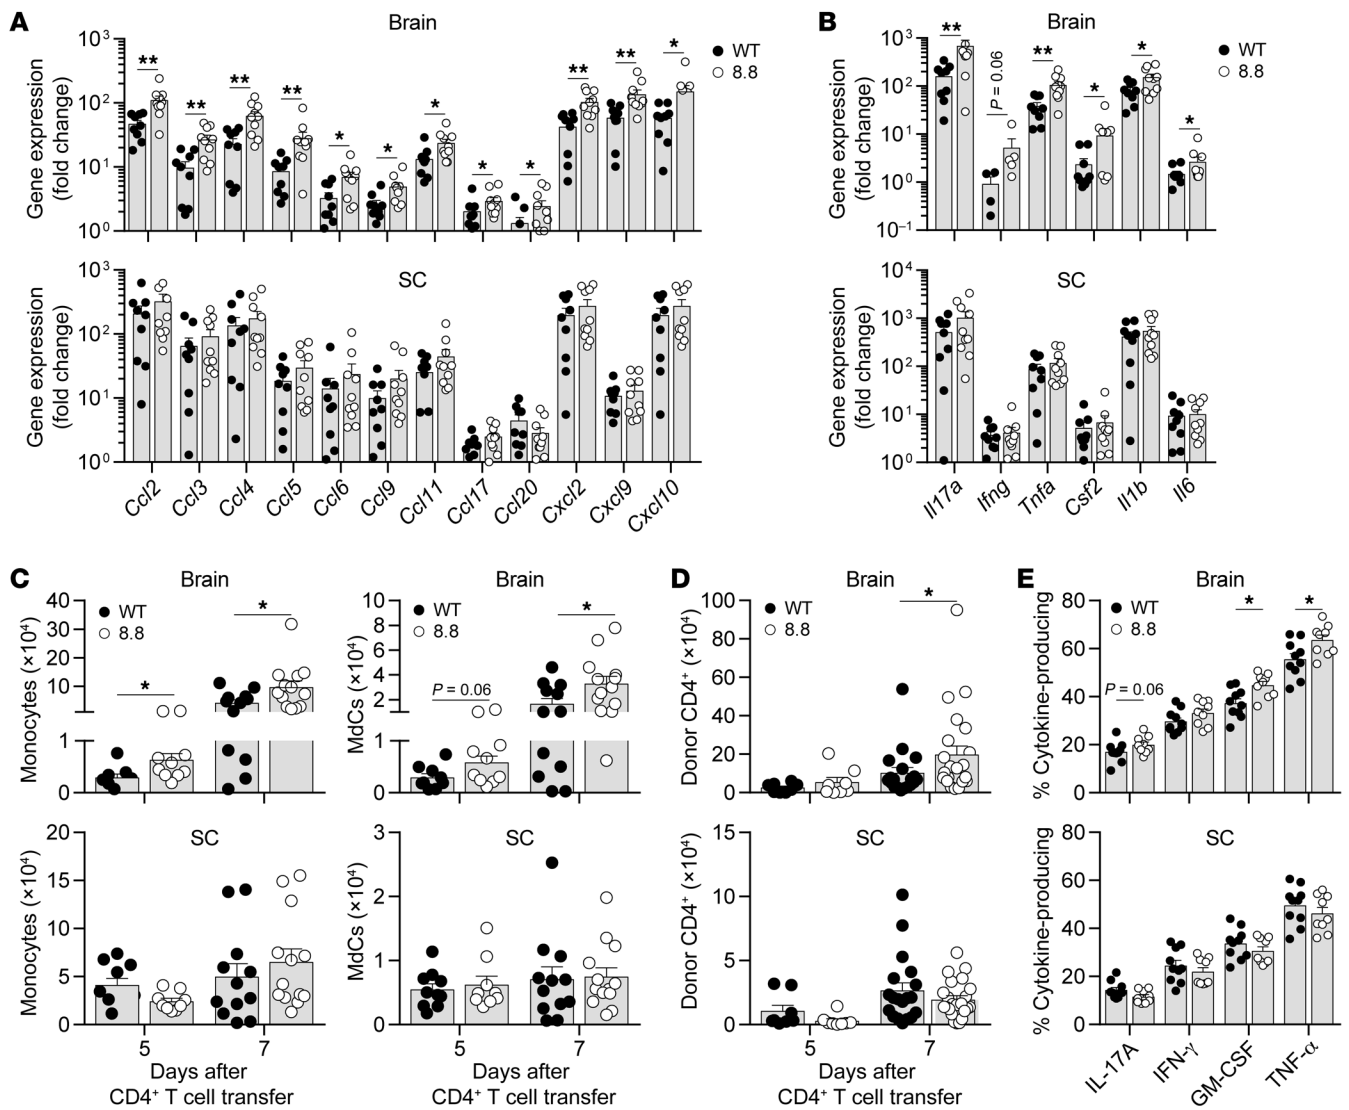 A
Brain
Gene expression
(fold change)
10³
10²
10¹
10⁰
** ** ** ** * * * * * ** ** *
WT
8.8
SC
Gene expression
(fold change)
10³
10²
10¹
10⁰
Ccl2 Ccl3 Ccl4 Ccl5 Ccl6 Ccl9 Ccl11 Ccl17 Ccl20 Cxcl2 Cxcl9 Cxcl10
B
Brain
Gene expression
(fold change)
10³
10²
10¹
10⁰
10⁻¹
** P = 0.06 ** * * *
WT
8.8
SC
Gene expression
(fold change)
10⁴
10³
10²
10¹
10⁰
Il17a Ifng Tnfa Csf2 Il1b Il6
C
Brain
Monocytes (×10⁴)
40
30
20
10
1
0
WT
8.8
* *
Brain
MdCs (×10⁴)
10
8
6
4
2
1
0
WT
8.8
P = 0.06 *
SC
Monocytes (×10⁴)
20
15
10
5
0
5 7
Days after
CD4⁺ T cell transfer
SC
MdCs (×10⁴)
3
2
1
0
5 7
Days after
CD4⁺ T cell transfer
D
Brain
Donor CD4⁺ (×10⁴)
100
80
60
40
20
0
WT
8.8
*
SC
Donor CD4⁺ (×10⁴)
15
10
5
0
5 7
Days after
CD4⁺ T cell transfer
E
Brain
% Cytokine-producing
80
60
40
20
0
WT
8.8
P = 0.06 * *
SC
% Cytokine-producing
80
60
40
20
0
IL-17A IFN-γ GM-CSF TNF-α